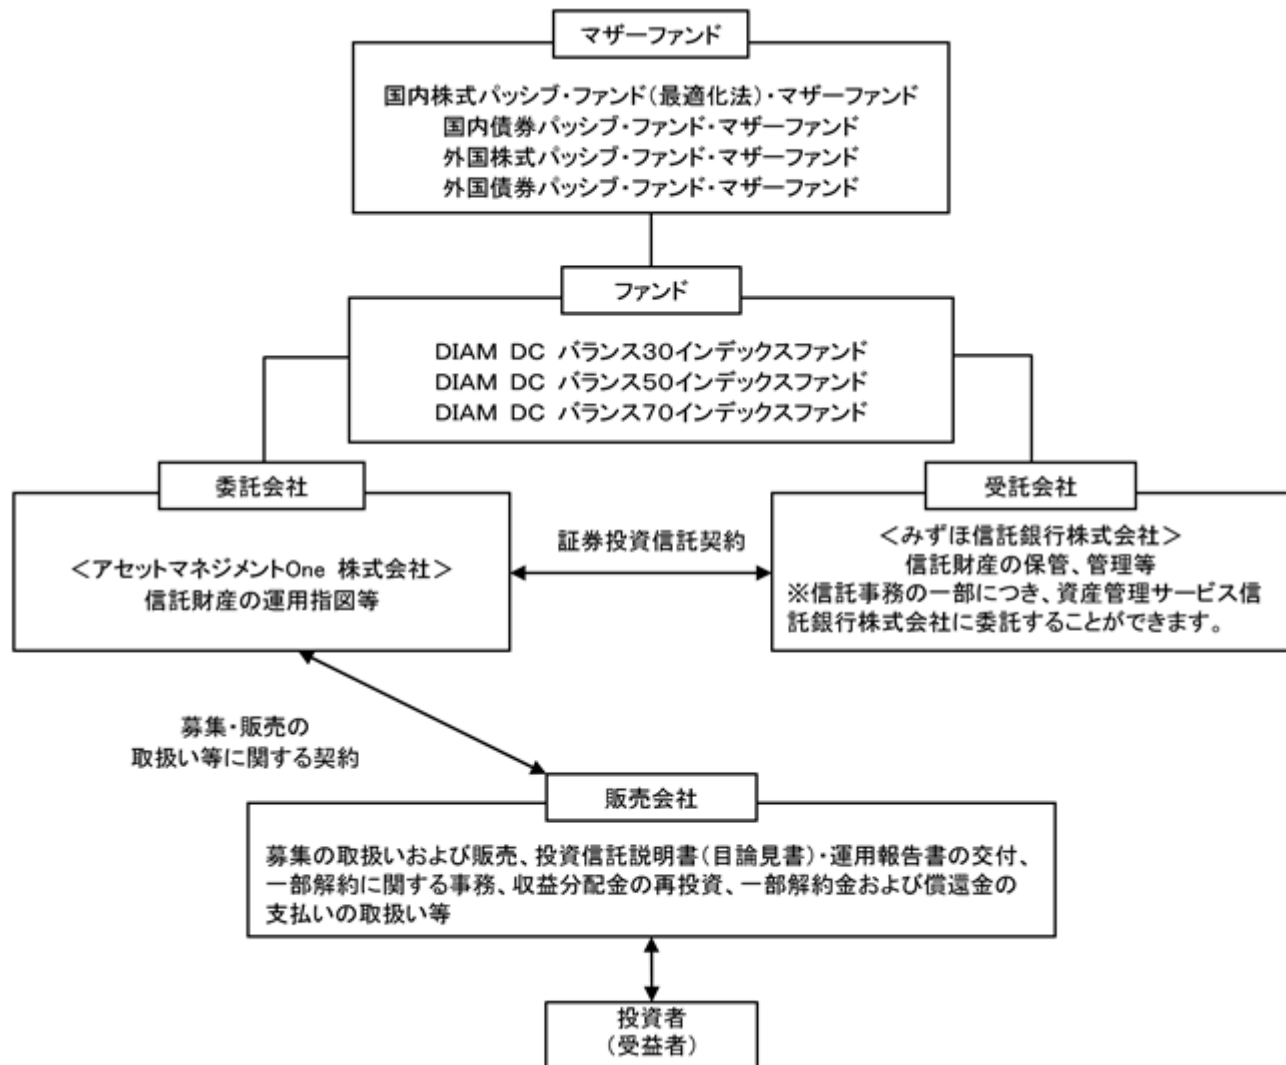 マザーファンド
国内株式パッシブ・ファンド(最適化法)・マザーファンド
国内債券パッシブ・ファンド・マザーファンド
外国株式パッシブ・ファンド・マザーファンド
外国債券パッシブ・ファンド・マザーファンド
ファンド
DIAM DC バランス30インデックスファンド
DIAM DC バランス50インデックスファンド
DIAM DC バランス70インデックスファンド
委託会社
<アセットマネジメントOne 株式会社>
信託財産の運用指図等
証券投資信託契約
受託会社
<みずほ信託銀行株式会社>
信託財産の保管、管理等
※信託事務の一部につき、資産管理サービス信
託銀行株式会社に委託することができます。
募集・販売の
取扱い等に関する契約
販売会社
募集の取扱いおよび販売、投資信託説明書(目論見書)・運用報告書の交付、
一部解約に関する事務、収益分配金の再投資、一部解約金および償還金の
支払いの取扱い等
投資者
(受益者)